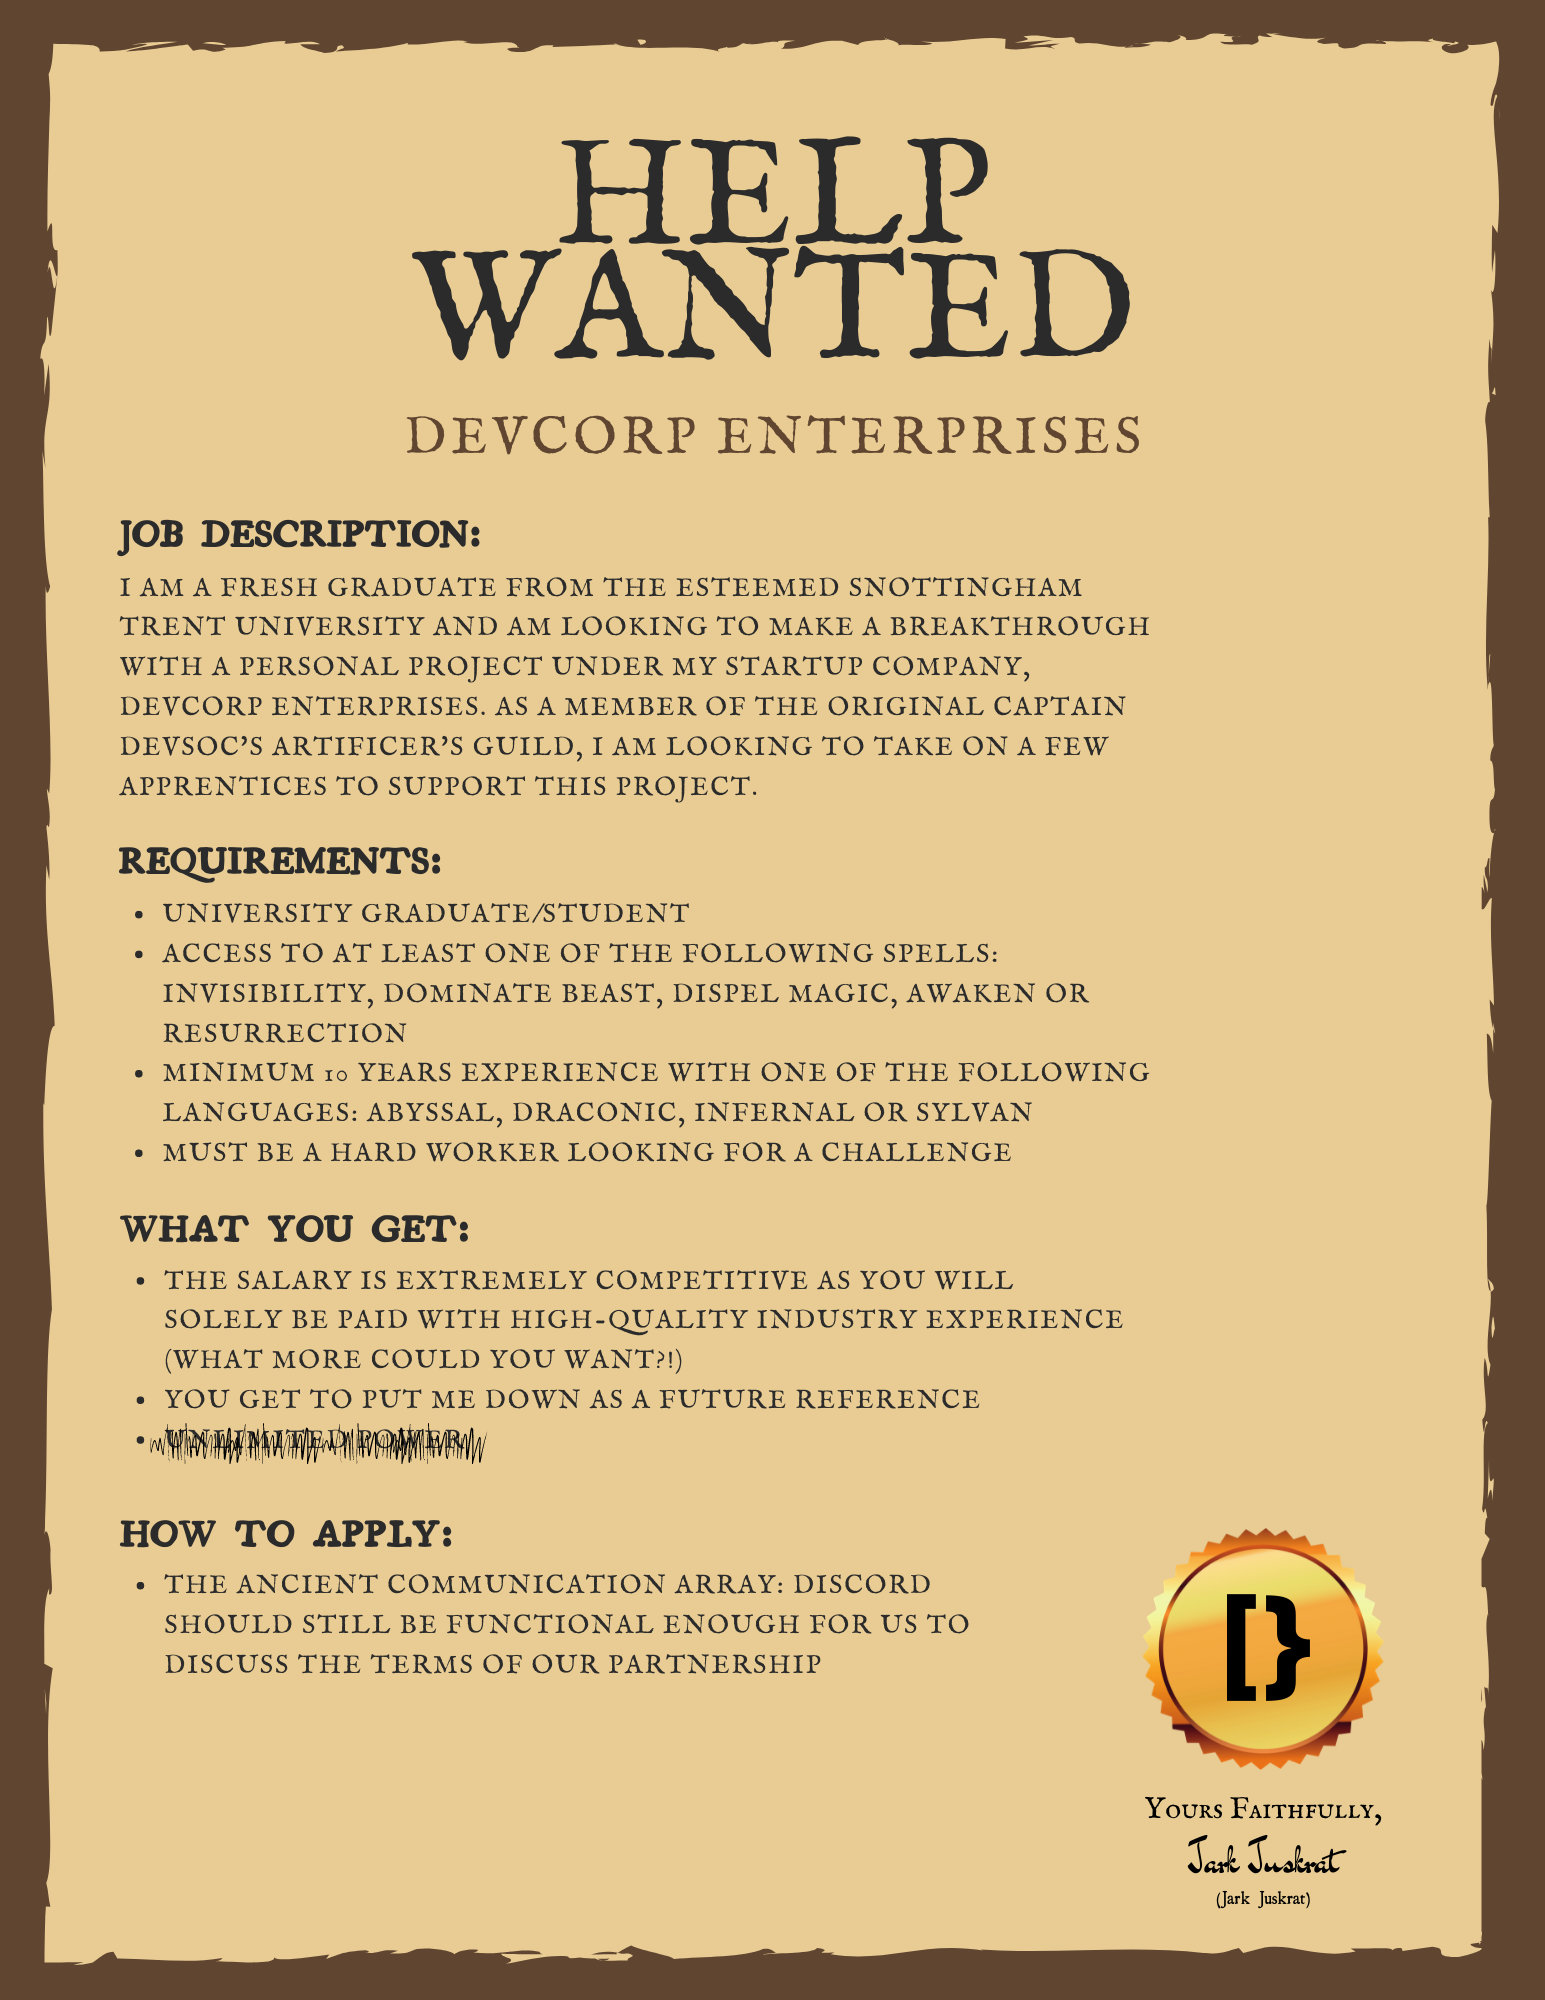 HELP
WANTED
DEVCORP ENTERPRISES
JOB DESCRIPTION:
I AM A FRESH GRADUATE FROM THE ESTEEMED SNOTTINGHAM
TRENT UNIVERSITY AND AM LOOKING TO MAKE A BREAKTHROUGH
WITH A PERSONAL PROJECT UNDER MY STARTUP COMPANY,
DEVCORP ENTERPRISES. AS A MEMBER OF THE ORIGINAL CAPTAIN
DEVSOC'S ARTIFICER'S GUILD, I AM LOOKING TO TAKE ON A FEW
APPRENTICES TO SUPPORT THIS PROJECT.
REQUIREMENTS:
• UNIVERSITY GRADUATE/STUDENT
• ACCESS TO AT LEAST ONE OF THE FOLLOWING SPELLS:
INVISIBILITY, DOMINATE BEAST, DISPEL MAGIC, AWAKEN OR
RESURRECTION
• MINIMUM 10 YEARS EXPERIENCE WITH ONE OF THE FOLLOWING
LANGUAGES: ABYSSAL, DRACONIC, INFERNAL OR SYLVAN
• MUST BE A HARD WORKER LOOKING FOR A CHALLENGE
WHAT YOU GET:
• THE SALARY IS EXTREMELY COMPETITIVE AS YOU WILL
SOLELY BE PAID WITH HIGH-QUALITY INDUSTRY EXPERIENCE
(WHAT MORE COULD YOU WANT?!)
• YOU GET TO PUT ME DOWN AS A FUTURE REFERENCE
• UNLIMITED POWER
HOW TO APPLY:
• THE ANCIENT COMMUNICATION ARRAY: DISCORD
SHOULD STILL BE FUNCTIONAL ENOUGH FOR US TO
DISCUSS THE TERMS OF OUR PARTNERSHIP
[}
Yours Faithfully,
Jark Juskrat
(Jark Juskrat)